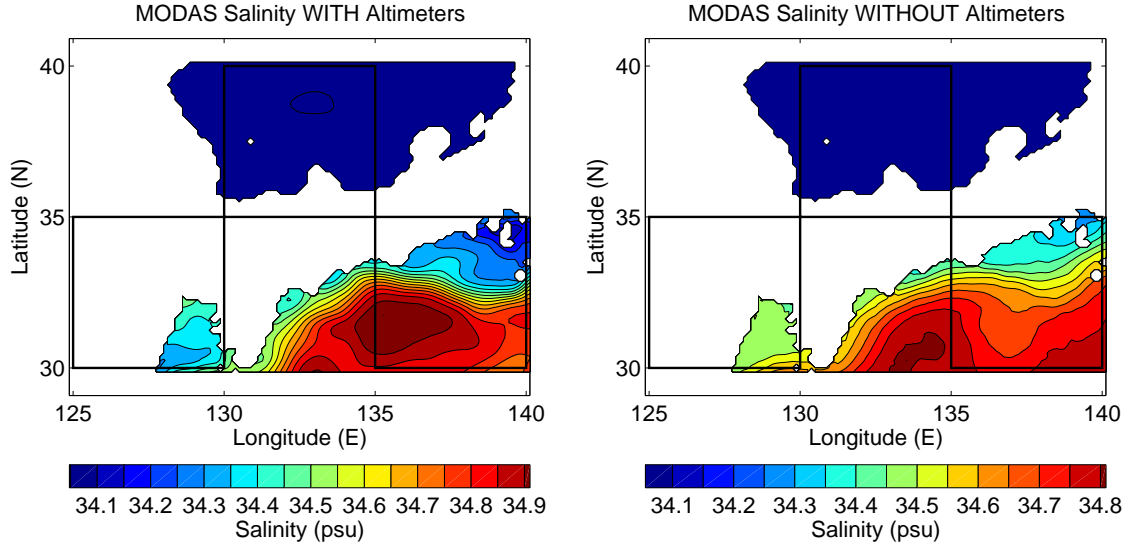 MODAS Salinity WITH Altimeters
40
35
30
Latitude (N)
125 130 135 140
Longitude (E)
34.1 34.2 34.3 34.4 34.5 34.6 34.7 34.8 34.9
Salinity (psu)
MODAS Salinity WITHOUT Altimeters
40
35
30
Latitude (N)
125 130 135 140
Longitude (E)
34.1 34.2 34.3 34.4 34.5 34.6 34.7 34.8
Salinity (psu)